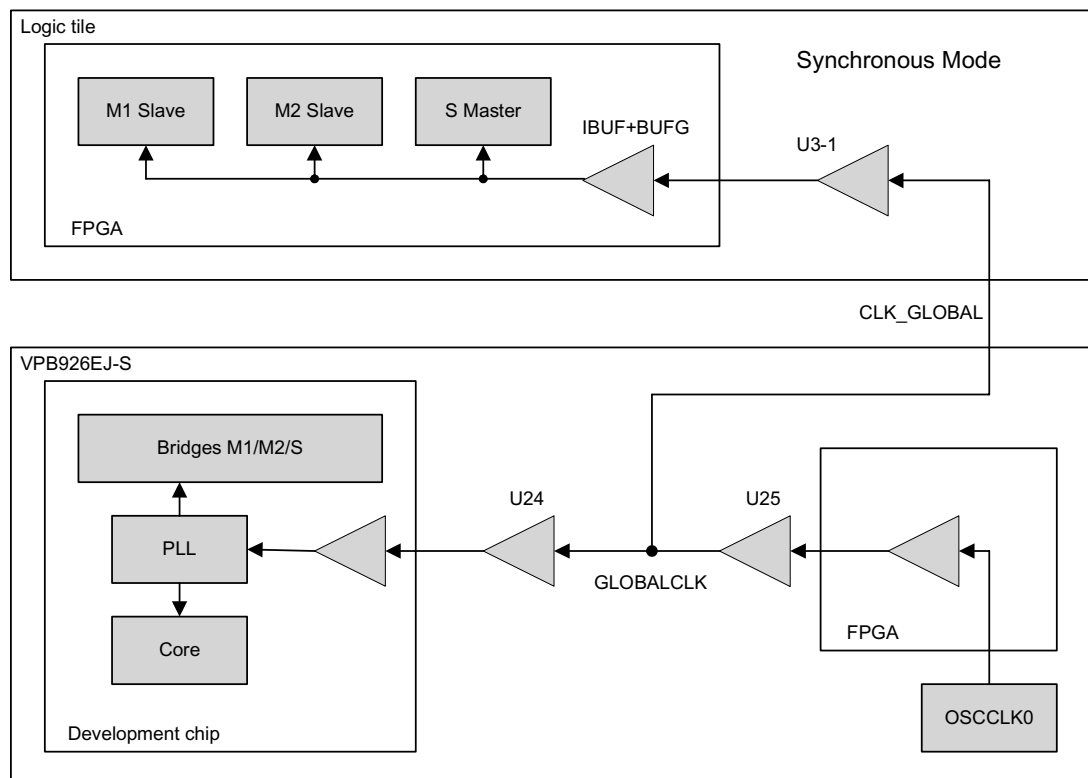 Logic tile
Synchronous Mode
M1 Slave
M2 Slave
S Master
IBUF+BUFG
U3-1
FPGA
CLK_GLOBAL
VPB926EJ-S
Bridges M1/M2/S
U24
U25
PLL
GLOBALCLK
FPGA
Core
OSCCLK0
Development chip